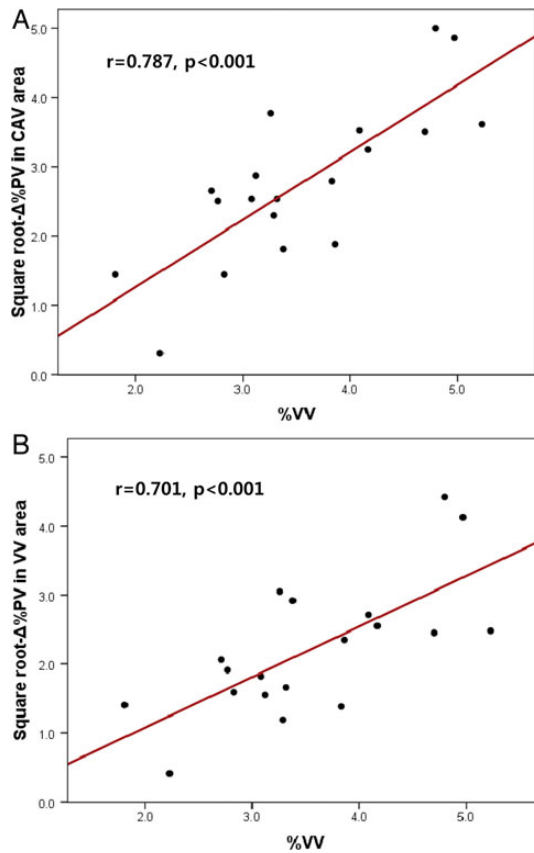 A
r=0.787, p<0.001
Square root-Δ%PV in CAV area
5.0
4.0
3.0
2.0
1.0
0.0
2.0 3.0 4.0 5.0
%VV
B
r=0.701, p<0.001
Square root-Δ%PV in VV area
5.0
4.0
3.0
2.0
1.0
0.0
2.0 3.0 4.0 5.0
%VV